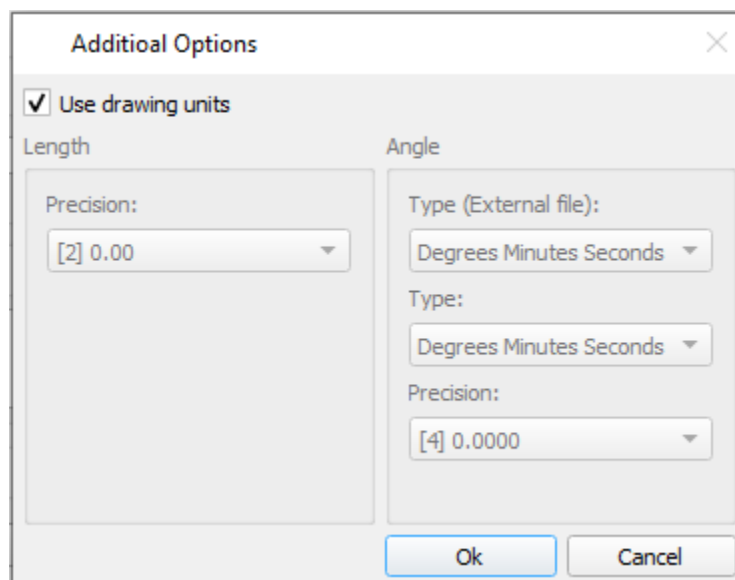 Additioal Options
Use drawing units
Length
Precision:
[2] 0.00
Angle
Type (External file):
Degrees Minutes Seconds
Type:
Degrees Minutes Seconds
Precision:
[4] 0.0000
Ok
Cancel